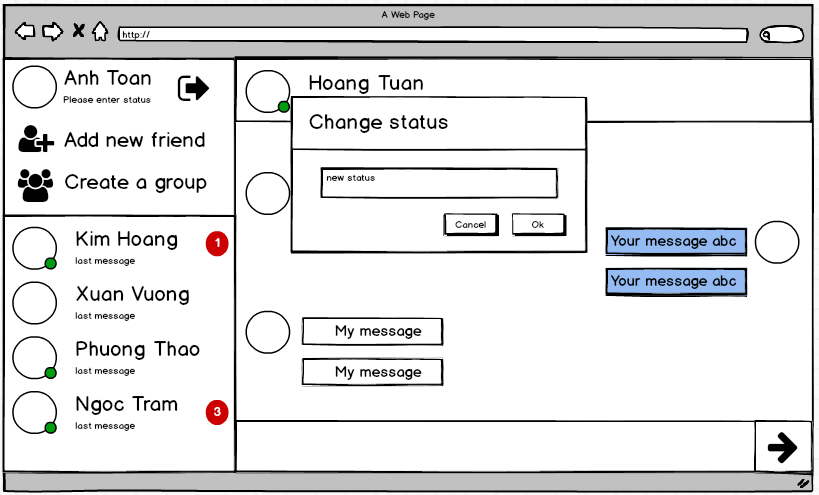 A Web Page
http://
Anh Toan
Please enter status
Add new friend
Create a group
Kim Hoang
1
last message
Xuan Vuong
last message
Phuong Thao
last message
Ngoc Tram
3
last message
Hoang Tuan
Change status
new status
Cancel Ok
Your message abc
Your message abc
My message
My message